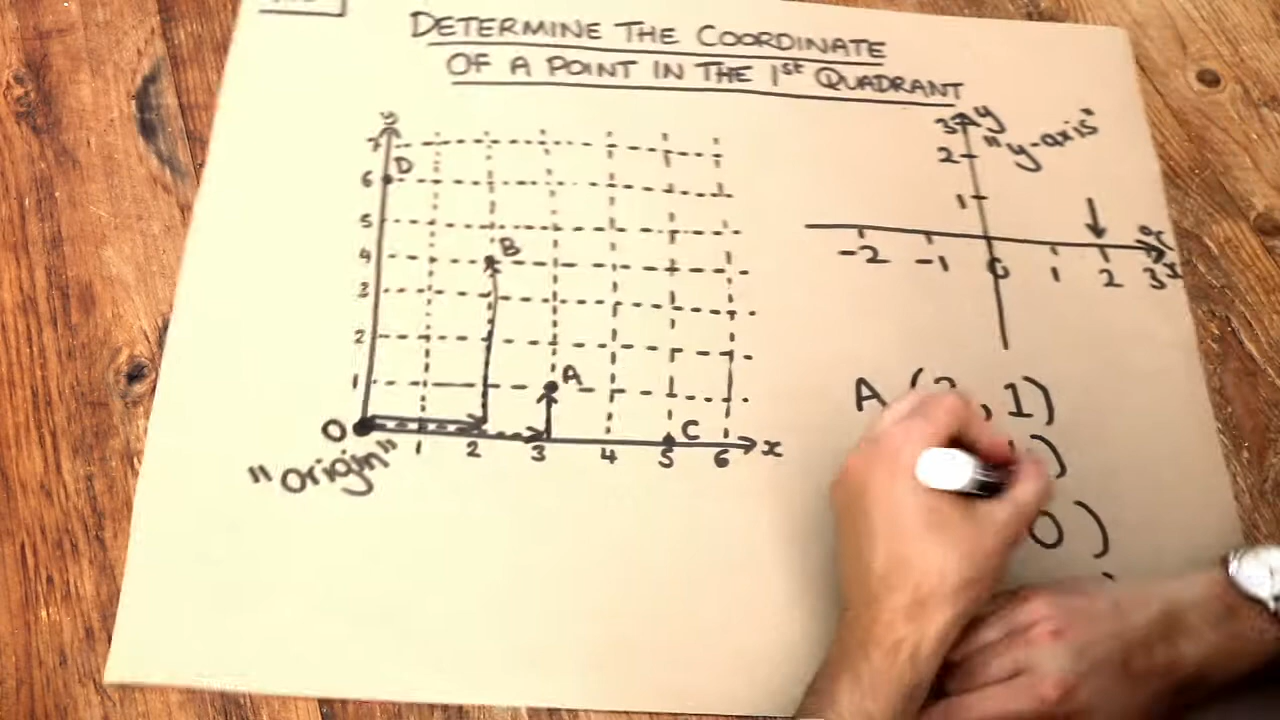 DETERMINE THE COORDINATE
OF A POINT IN THE 1st QUADRANT
y
7
D
6
5
B
4
3
2
A
1
O
C
1 2 3 4 5 6 x
"origin"
3 y
"y-axis"
2
1
-2 -1 0 1 2 3 x
A ( , 1)
)
0 )